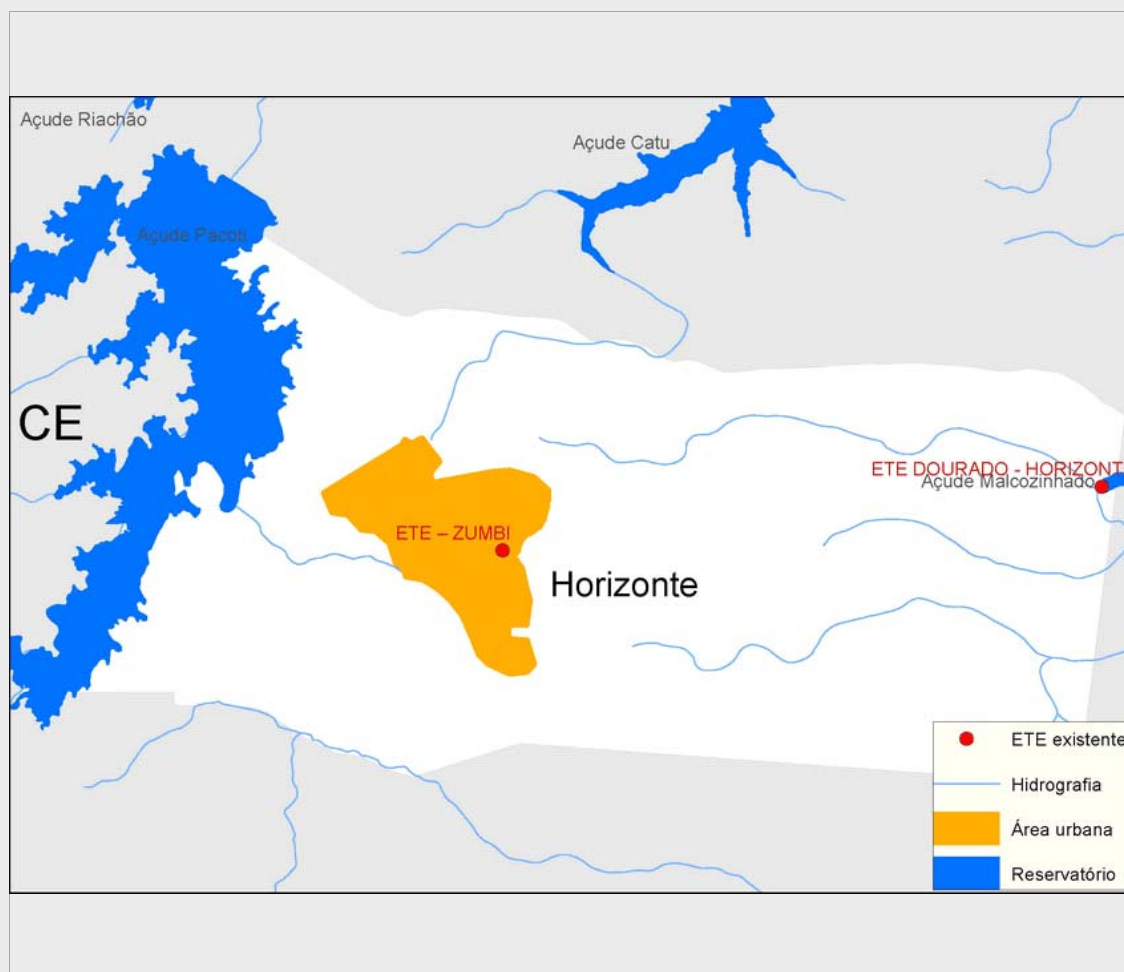 Açude Riachão
Açude Catu
Açude Pacoti
CE
ETE DOURADO - HORIZONT
Açude Malcozinhado
ETE – ZUMBI
Horizonte
ETE existente
Hidrografia
Área urbana
Reservatório